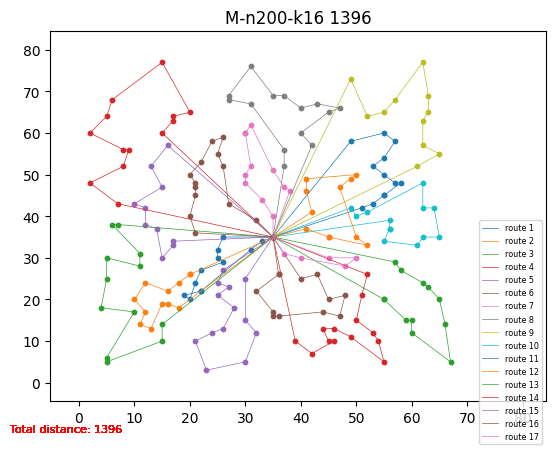 M-n200-k16 1396
80
70
60
50
40
30
20
10
0
0 10 20 30 40 50 60 70 80
route 1
route 2
route 3
route 4
route 5
route 6
route 7
route 8
route 9
route 10
route 11
route 12
route 13
route 14
route 15
route 16
route 17
Total distance: 1396